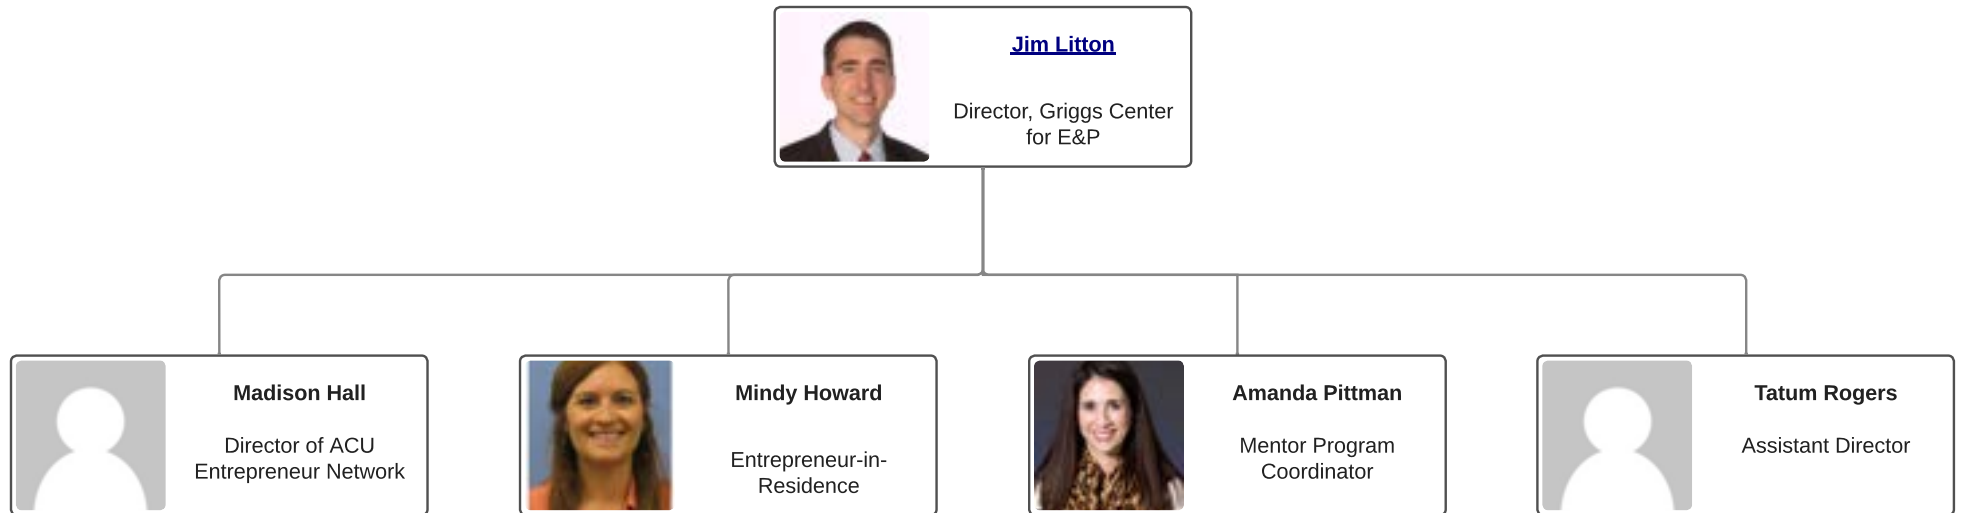 Jim Litton
Director, Griggs Center
for E&P
Madison Hall
Director of ACU
Entrepreneur Network
Mindy Howard
Entrepreneur-in-
Residence
Amanda Pittman
Mentor Program
Coordinator
Tatum Rogers
Assistant Director